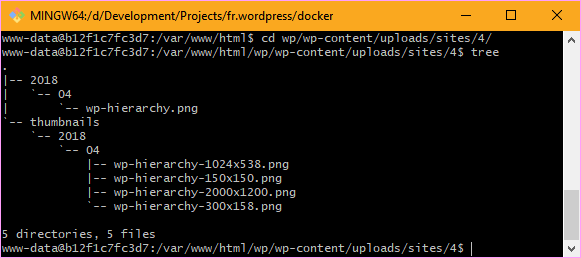 MINGW64:/d/Development/Projects/fr.wordpress/docker
www-data@b12f1c7fc3d7:/var/www/html$ cd wp/wp-content/uploads/sites/4/
www-data@b12f1c7fc3d7:/var/www/html/wp/wp-content/uploads/sites/4$ tree
.
|-- 2018
|   `-- 04
|       `-- wp-hierarchy.png
`-- thumbnails
    `-- 2018
        `-- 04
            |-- wp-hierarchy-1024x538.png
            |-- wp-hierarchy-150x150.png
            |-- wp-hierarchy-2000x1200.png
            `-- wp-hierarchy-300x158.png

5 directories, 5 files
www-data@b12f1c7fc3d7:/var/www/html/wp/wp-content/uploads/sites/4$